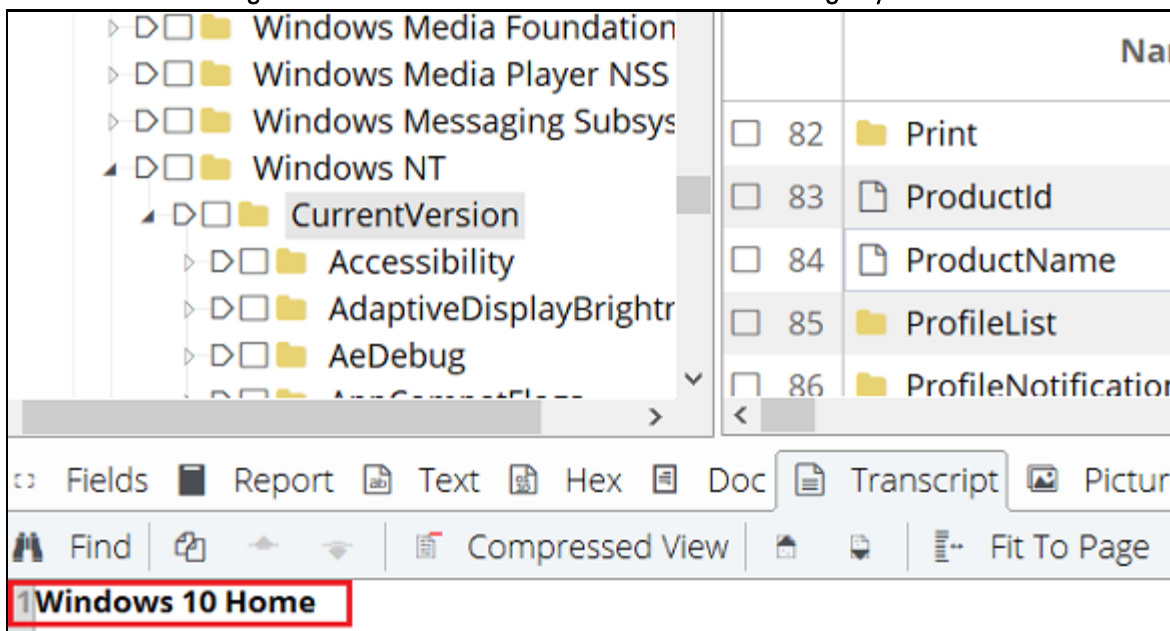 Windows Media Foundation
Windows Media Player NSS
Windows Messaging Subsys
Windows NT
CurrentVersion
Accessibility
AdaptiveDisplayBrightr
AeDebug
Nar
82 Print
83 ProductId
84 ProductName
85 ProfileList
86 ProfileNotification
Fields Report Text Hex Doc Transcript Pictur
Find Compressed View Fit To Page
1 Windows 10 Home